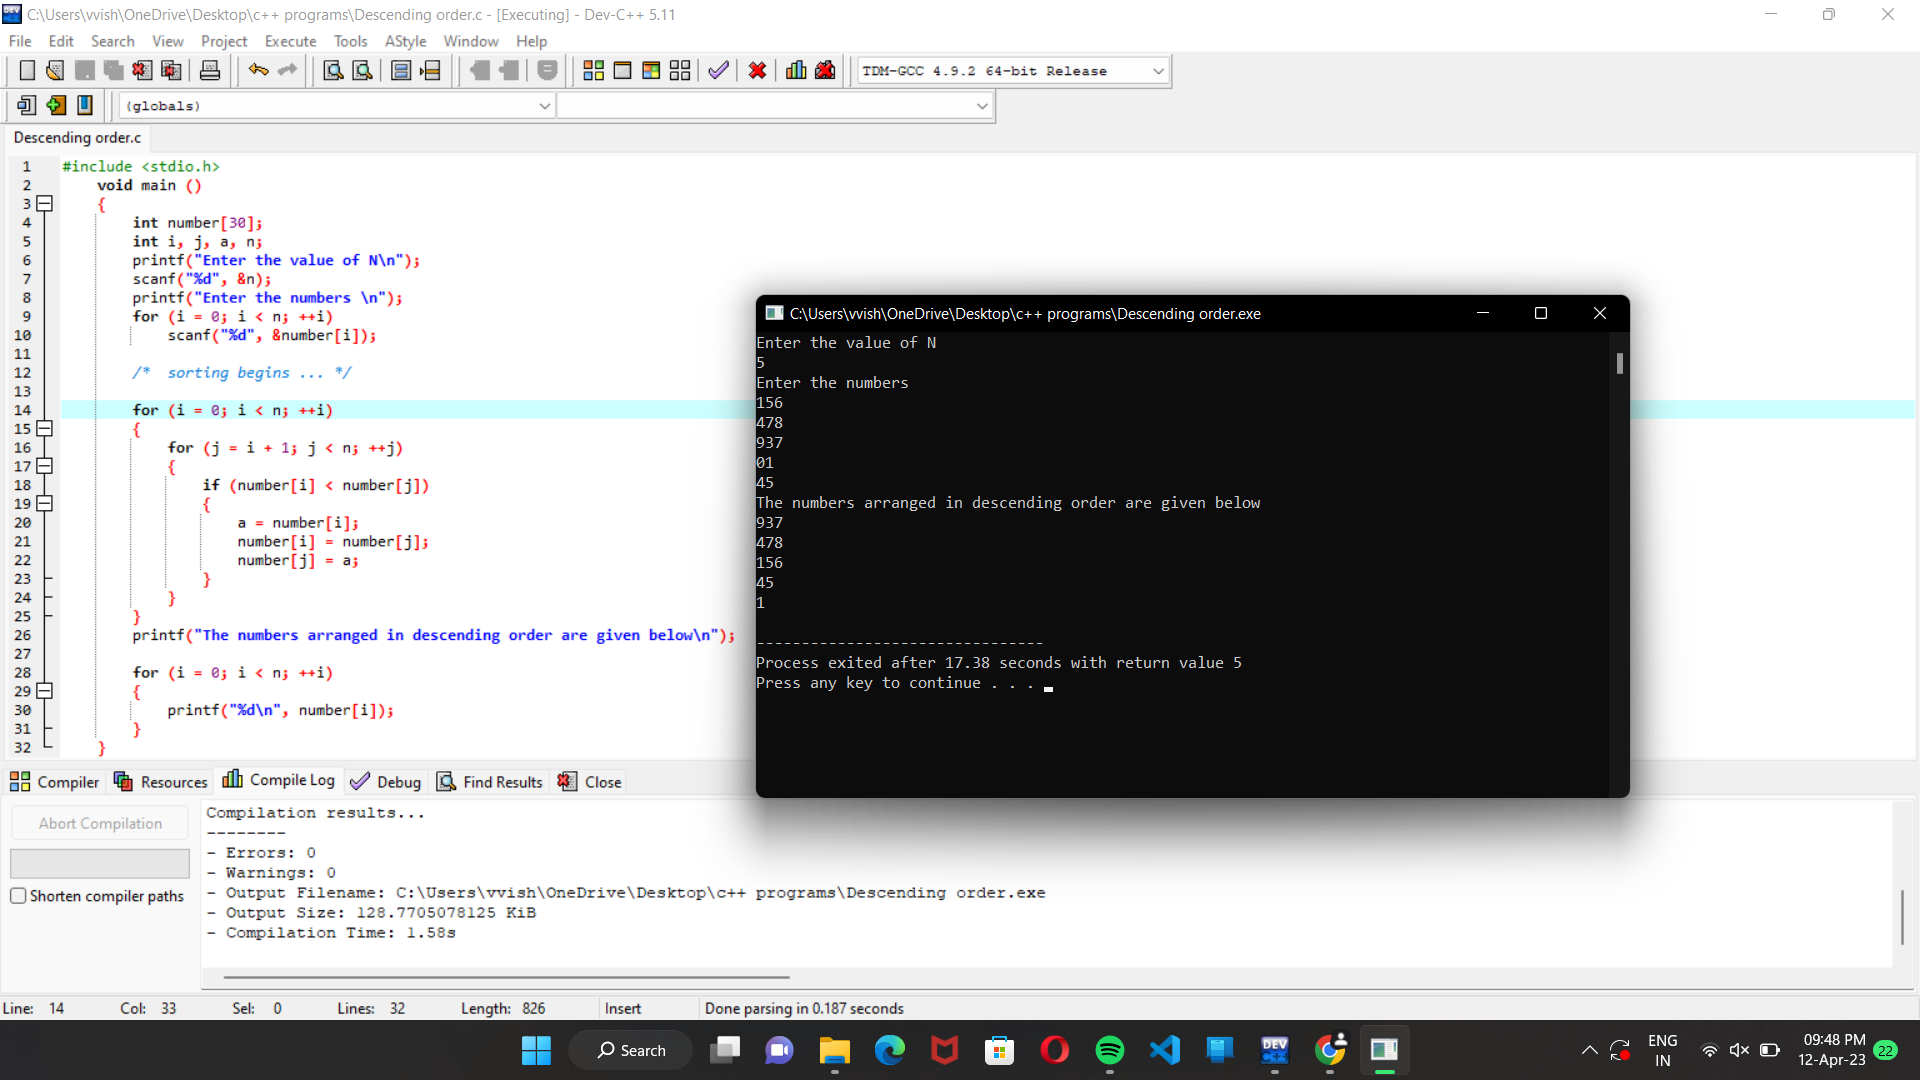 C:\Users\vvish\OneDrive\Desktop\c++ programs\Descending order.c - [Executing] - Dev-C++ 5.11
File Edit Search View Project Execute Tools AStyle Window Help
TDM-GCC 4.9.2 64-bit Release
(globals)
Descending order.c
1 #include <stdio.h>
2 void main ()
3 {
4 int number[30];
5 int i, j, a, n;
6 printf("Enter the value of N\n");
7 scanf("%d", &n);
8 printf("Enter the numbers \n");
9 for (i = 0; i < n; ++i)
10 scanf("%d", &number[i]);
11
12 /* sorting begins ... */
13
14 for (i = 0; i < n; ++i)
15 {
16 for (j = i + 1; j < n; ++j)
17 {
18 if (number[i] < number[j])
19 {
20 a = number[i];
21 number[i] = number[j];
22 number[j] = a;
23 }
24 }
25 }
26 printf("The numbers arranged in descending order are given below\n");
27
28 for (i = 0; i < n; ++i)
29 {
30 printf("%d\n", number[i]);
31 }
32 }
C:\Users\vvish\OneDrive\Desktop\c++ programs\Descending order.exe
Enter the value of N
5
Enter the numbers
156
478
937
01
45
The numbers arranged in descending order are given below
937
478
156
45
1
--------------------------------
Process exited after 17.38 seconds with return value 5
Press any key to continue . . .
Compiler Resources Compile Log Debug Find Results Close
Abort Compilation
Shorten compiler paths
Compilation results...
--------
- Errors: 0
- Warnings: 0
- Output Filename: C:\Users\vvish\OneDrive\Desktop\c++ programs\Descending order.exe
- Output Size: 128.7705078125 KiB
- Compilation Time: 1.58s
Line: 14 Col: 33 Sel: 0 Lines: 32 Length: 826 Insert Done parsing in 0.187 seconds
Search
DEV
C++
ENG
IN
09:48 PM
12-Apr-23
22